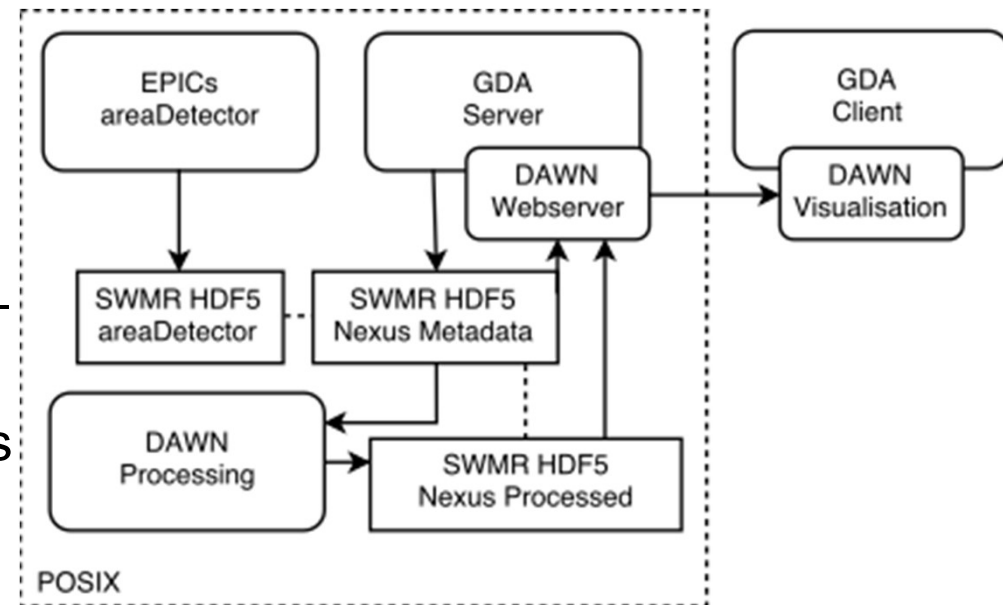 EPICs
areaDetector
GDA
Server
GDA
Client
DAWN
Webserver
DAWN
Visualisation
SWMR HDF5
areaDetector
SWMR HDF5
Nexus Metadata
s
DAWN
Processing
SWMR HDF5
Nexus Processed
POSIX